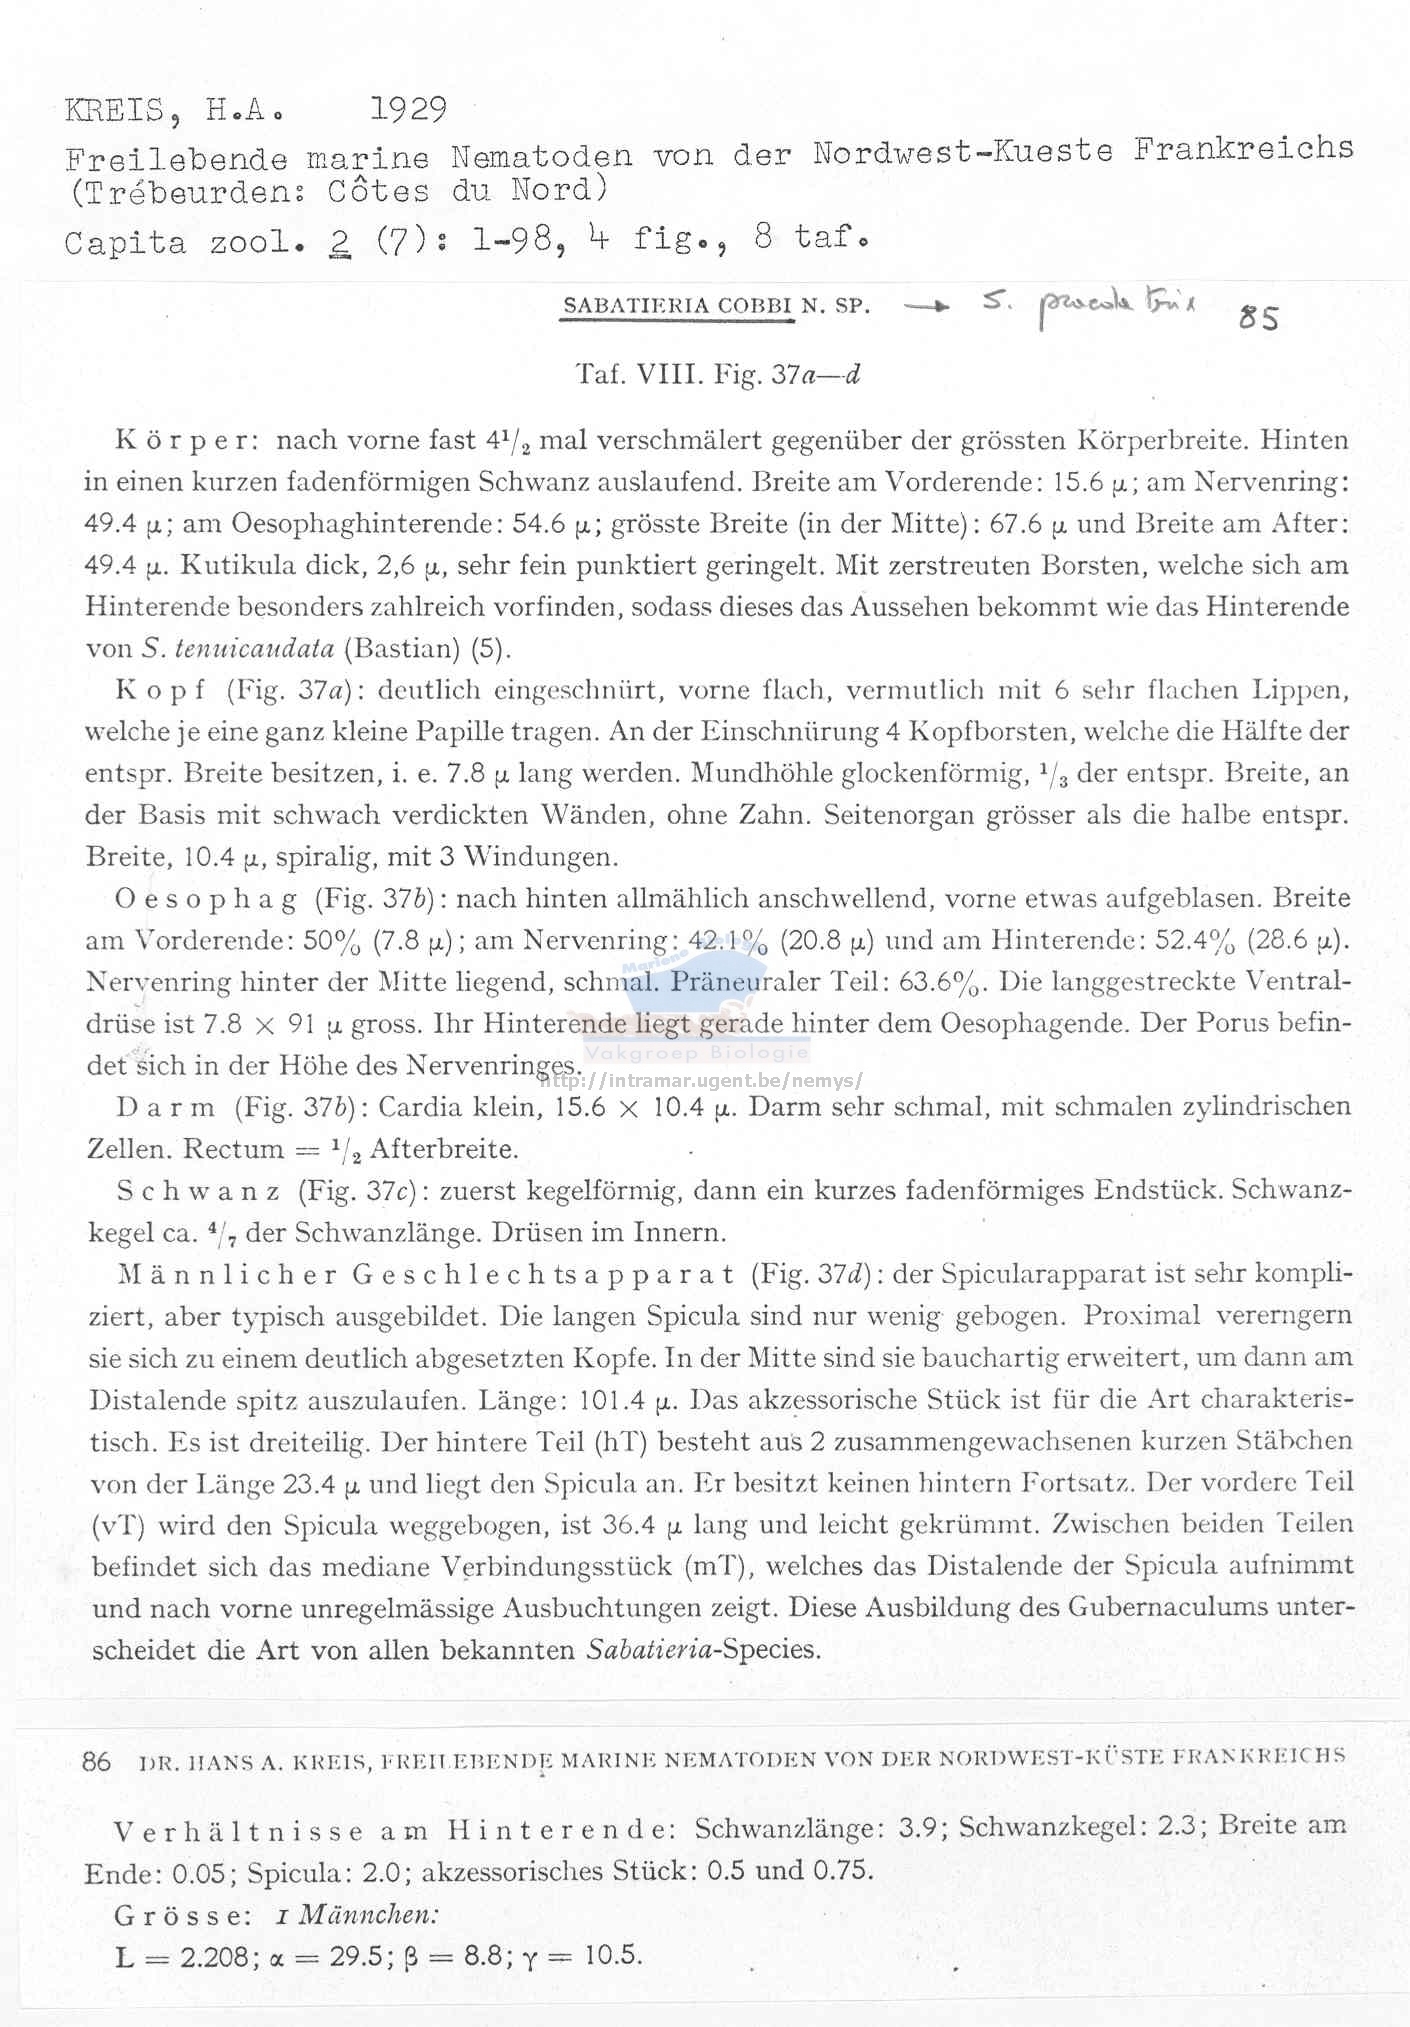 KREIS, H.A. 1929
Freilebende marine Nematoden von der Nordwest-Kueste Frankreichs
(Trébeurden: Côtes du Nord)
Capita zool. 2 (7): 1-98, 4 fig., 8 taf.
SABATIERIA COBBI N. SP. → S. 85
Taf. VIII. Fig. 37a—d
Körper: nach vorne fast 4¹/₂ mal verschmälert gegenüber der grössten Körperbreite. Hinten
in einen kurzen fadenförmigen Schwanz auslaufend. Breite am Vorderende: 15.6 µ; am Nervenring:
49.4 µ; am Oesophaghinterende: 54.6 µ; grösste Breite (in der Mitte): 67.6 µ und Breite am After:
49.4 µ. Kutikula dick, 2,6 µ, sehr fein punktiert geringelt. Mit zerstreuten Borsten, welche sich am
Hinterende besonders zahlreich vorfinden, sodass dieses das Aussehen bekommt wie das Hinterende
von S. tenuicaudata (Bastian) (5).
Kopf (Fig. 37a): deutlich eingeschnürt, vorne flach, vermutlich mit 6 sehr flachen Lippen,
welche je eine ganz kleine Papille tragen. An der Einschnürung 4 Kopfborsten, welche die Hälfte der
entspr. Breite besitzen, i. e. 7.8 µ lang werden. Mundhöhle glockenförmig, ¹/₃ der entspr. Breite, an
der Basis mit schwach verdickten Wänden, ohne Zahn. Seitenorgan grösser als die halbe entspr.
Breite, 10.4 µ, spiralig, mit 3 Windungen.
Oesophag (Fig. 37b): nach hinten allmählich anschwellend, vorne etwas aufgeblasen. Breite
am Vorderende: 50% (7.8 µ); am Nervenring: 42.1% (20.8 µ) und am Hinterende: 52.4% (28.6 µ).
Nervenring hinter der Mitte liegend, schmal. Präneuraler Teil: 63.6%. Die langgestreckte Ventral-
drüse ist 7.8 × 91 µ gross. Ihr Hinterende liegt gerade hinter dem Oesophagende. Der Porus befin-
Vakgroep Biologie
det sich in der Höhe des Nervenringes.
http://intramar.ugent.be/nemys/
Darm (Fig. 37b): Cardia klein, 15.6 × 10.4 µ. Darm sehr schmal, mit schmalen zylindrischen
Zellen. Rectum = ¹/₂ Afterbreite.
Schwanz (Fig. 37c): zuerst kegelförmig, dann ein kurzes fadenförmiges Endstück. Schwanz-
kegel ca. ⁴/₇ der Schwanzlänge. Drüsen im Innern.
Männlicher Geschlechtsapparat (Fig. 37d): der Spicularapparat ist sehr kompli-
ziert, aber typisch ausgebildet. Die langen Spicula sind nur wenig gebogen. Proximal vererngern
sie sich zu einem deutlich abgesetzten Kopfe. In der Mitte sind sie bauchartig erweitert, um dann am
Distalende spitz auszulaufen. Länge: 101.4 µ. Das akzessorische Stück ist für die Art charakteris-
tisch. Es ist dreiteilig. Der hintere Teil (hT) besteht aus 2 zusammengewachsenen kurzen Stäbchen
von der Länge 23.4 µ und liegt den Spicula an. Er besitzt keinen hintern Fortsatz. Der vordere Teil
(vT) wird den Spicula weggebogen, ist 36.4 µ lang und leicht gekrümmt. Zwischen beiden Teilen
befindet sich das mediane Verbindungsstück (mT), welches das Distalende der Spicula aufnimmt
und nach vorne unregelmässige Ausbuchtungen zeigt. Diese Ausbildung des Gubernaculums unter-
scheidet die Art von allen bekannten Sabatieria-Species.
86 DR. HANS A. KREIS, FREILEBENDE MARINE NEMATODEN VON DER NORDWEST-KÜSTE FRANKREICHS
Verhältnisse am Hinterende: Schwanzlänge: 3.9; Schwanzkegel: 2.3; Breite am
Ende: 0.05; Spicula: 2.0; akzessorisches Stück: 0.5 und 0.75.
Grösse: 1 Männchen:
L = 2.208; α = 29.5; β = 8.8; γ = 10.5.